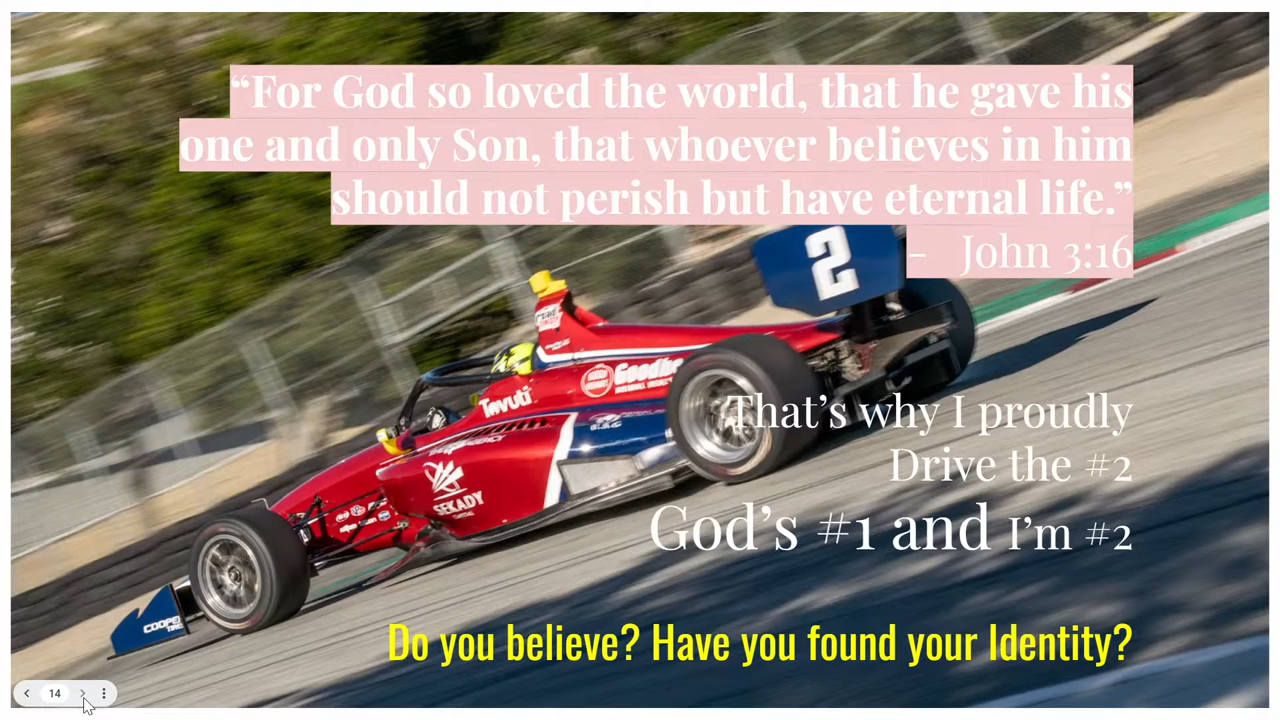 “For God so loved the world, that he gave his
one and only Son, that whoever believes in him
should not perish but have eternal life.”
- John 3:16
2
Goodhe
Tovuti
That’s why I proudly
Drive the #2
SEKADY
God’s #1 and I’m #2
COOPER
TIRES
Do you believe? Have you found your Identity?
14